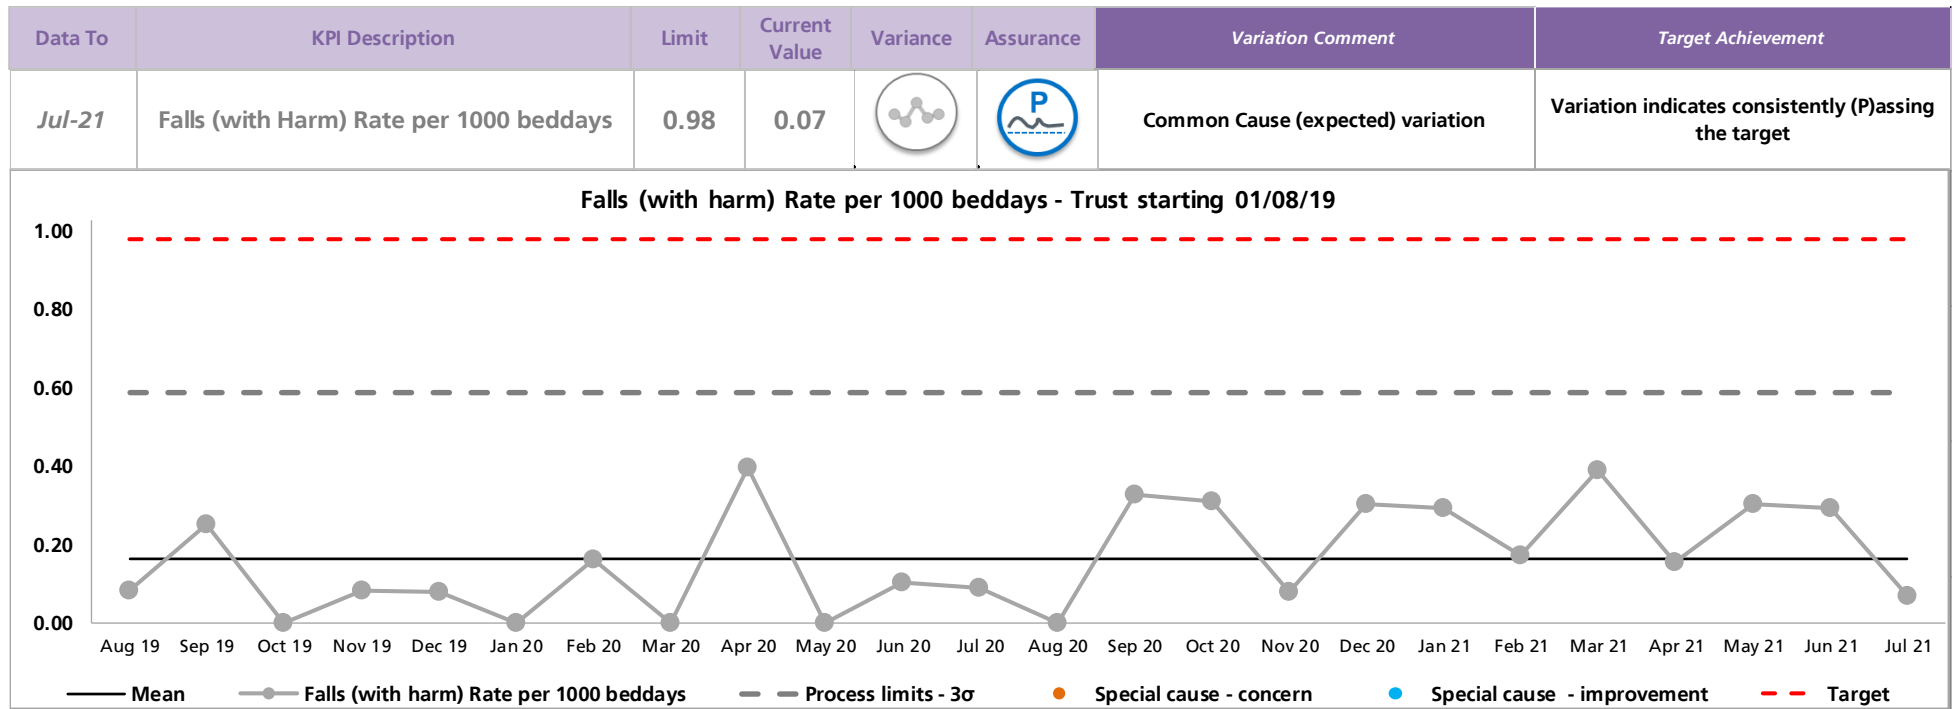 Data To KPI Description Limit Current Value Variance Assurance Variation Comment Target Achievement
Jul-21 Falls (with Harm) Rate per 1000 beddays 0.98 0.07 P Common Cause (expected) variation Variation indicates consistently (P)assing the target
Falls (with harm) Rate per 1000 beddays - Trust starting 01/08/19
1.00
0.80
0.60
0.40
0.20
0.00
Aug 19 Sep 19 Oct 19 Nov 19 Dec 19 Jan 20 Feb 20 Mar 20 Apr 20 May 20 Jun 20 Jul 20 Aug 20 Sep 20 Oct 20 Nov 20 Dec 20 Jan 21 Feb 21 Mar 21 Apr 21 May 21 Jun 21 Jul 21
Mean Falls (with harm) Rate per 1000 beddays Process limits - 3σ Special cause - concern Special cause - improvement Target